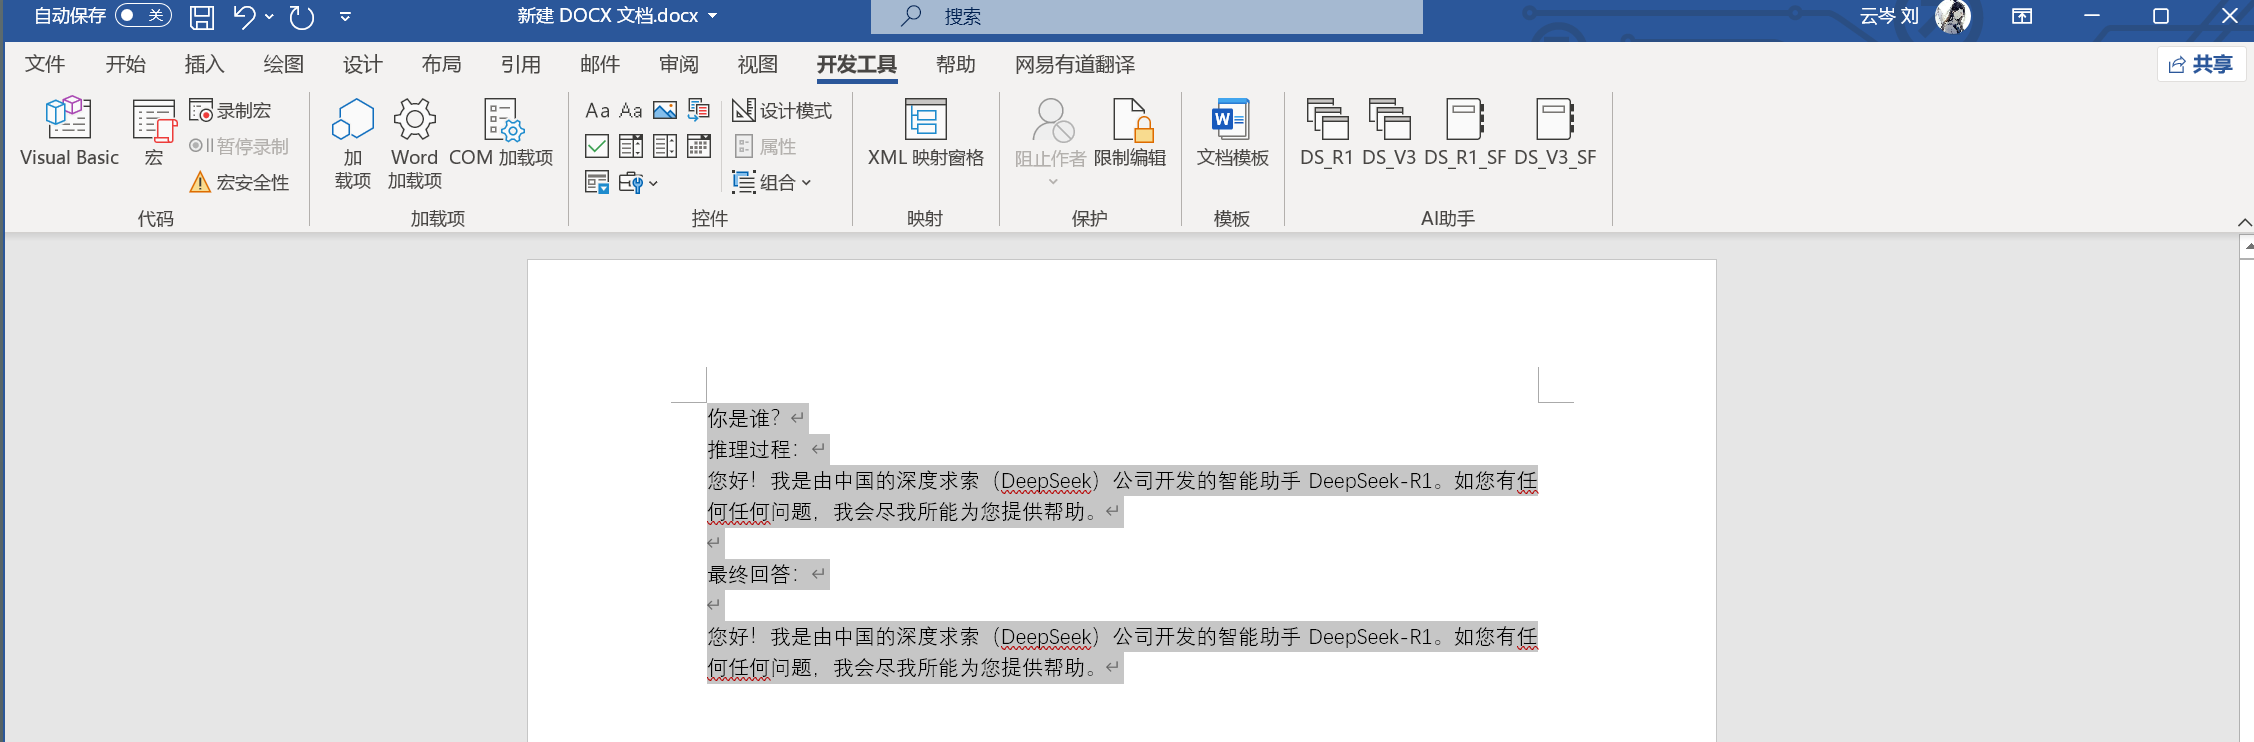 自动保存 关 新建 DOCX 文档.docx 搜索 云岑 刘
文件 开始 插入 绘图 设计 布局 引用 邮件 审阅 视图 开发工具 帮助 网易有道翻译 共享
Visual Basic 宏 录制宏 暂停录制 宏安全性
加载项 Word 加载项 COM 加载项
Aa Aa 设计模式 属性 组合
XML 映射窗格 阻止作者 限制编辑 文档模板 DS_R1 DS_V3 DS_R1_SF DS_V3_SF
代码 加载项 控件 映射 保护 模板 AI助手
你是谁？
推理过程：
您好！我是由中国的深度求索（DeepSeek）公司开发的智能助手 DeepSeek-R1。如您有任
何任何问题，我会尽我所能为您提供帮助。
最终回答：
您好！我是由中国的深度求索（DeepSeek）公司开发的智能助手 DeepSeek-R1。如您有任
何任何问题，我会尽我所能为您提供帮助。